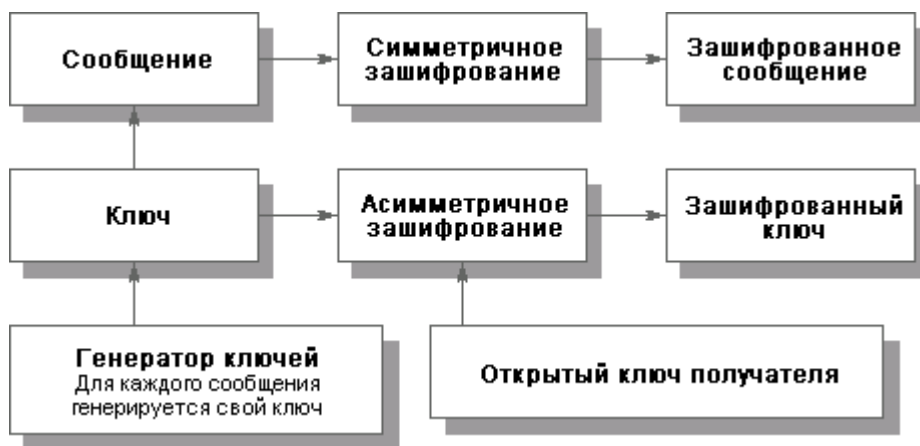 Сообщение
Симметричное
зашифрование
Зашифрованное
сообщение
Ключ
Асимметричное
зашифрование
Зашифрованный
ключ
Генератор ключей
Для каждого сообщения
генерируется свой ключ
Открытый ключ получателя